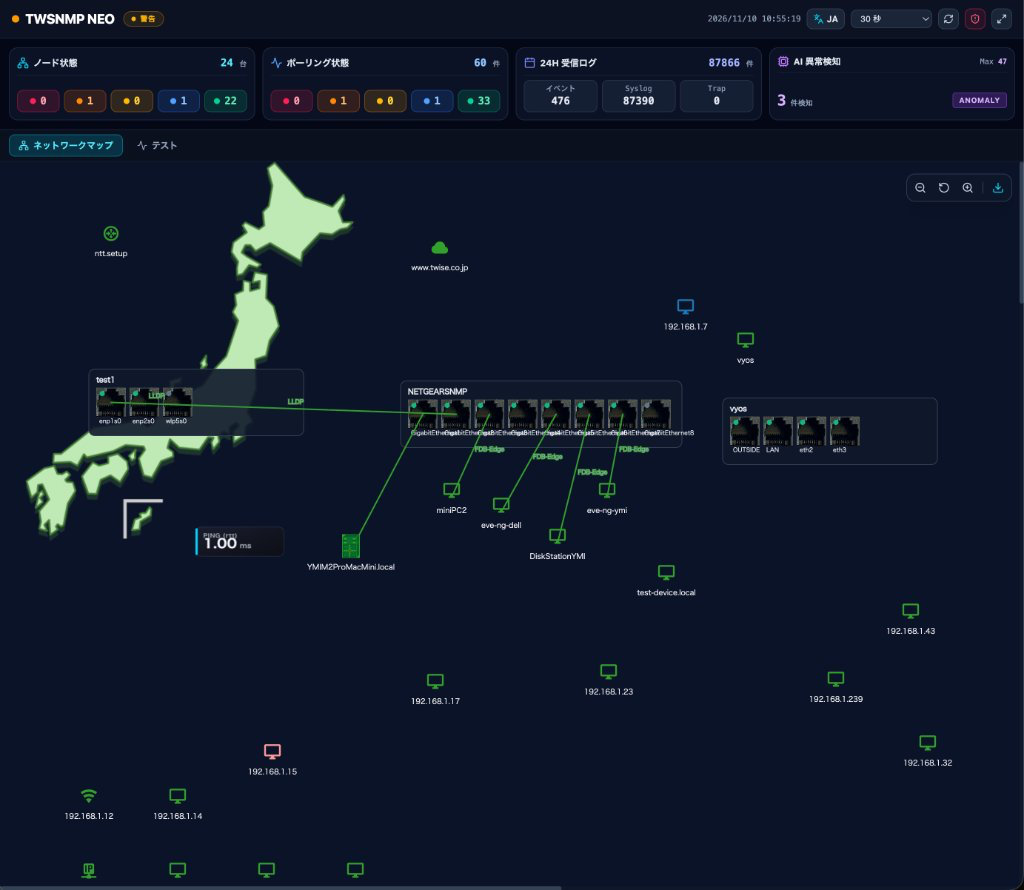 TWSNMP NEO 警告
2026/11/10 10:55:19 JA 30 秒
ノード状態 24 台
0 1 0 1 22
ポーリング状態 60 件
0 1 0 1 33
24H 受信ログ 87866 件
イベント 476
Syslog 87390
Trap 0
AI 異常検知 Max 47
3 件検知 ANOMALY
ネットワークマップ テスト
ntt.setup
www.twise.co.jp
192.168.1.7
vyos
test1
LLDP
LLDP
enp1s0 enp2s0 wlp5s0
NETGEARSNMP
vyos
OUTSIDE LAN eth2 eth3
FDB-Edge
FDB-Edge
FDB-Edge
FDB-Edge
miniPC2
eve-ng-dell
eve-ng-ymi
PING (rtt)
1.00 ms
DiskStationYMI
YMIM2ProMacMini.local
test-device.local
192.168.1.43
192.168.1.17
192.168.1.23
192.168.1.239
192.168.1.32
192.168.1.15
192.168.1.12
192.168.1.14